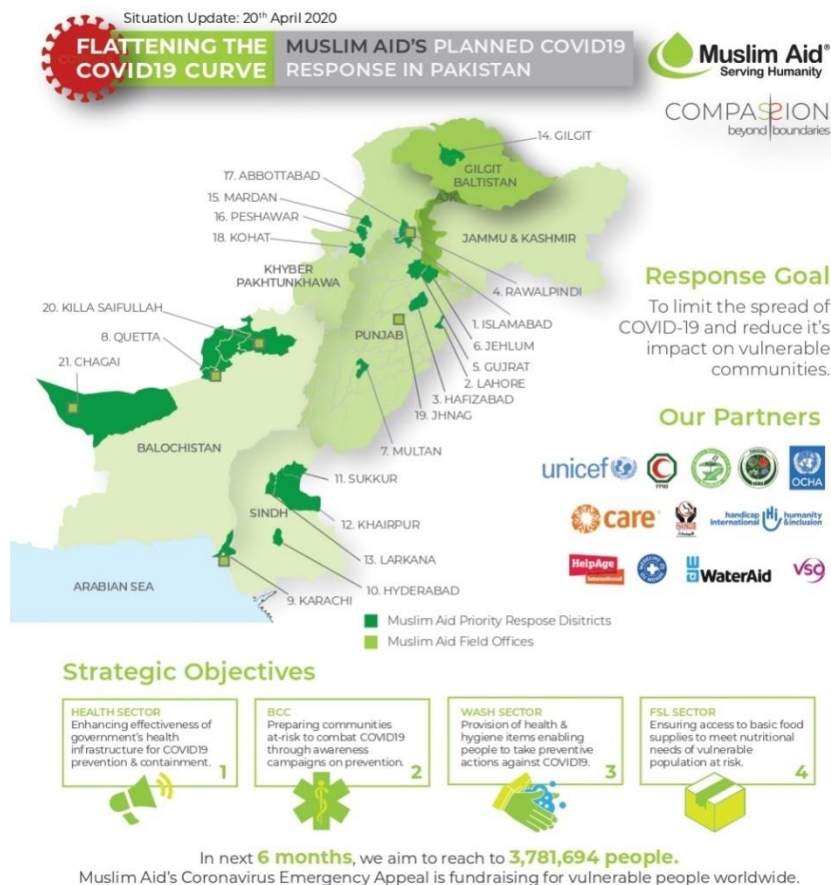 Situation Update: 20th April 2020
FLATTENING THE
COVID19 CURVE
MUSLIM AID'S PLANNED COVID19
RESPONSE IN PAKISTAN
Muslim Aid®
Serving Humanity
COMPASSION
beyond boundaries
14. GILGIT
17. ABBOTTABAD
GILGIT
BALTISTAN
15. MARDAN
AJK
16. PESHAWAR
18. KOHAT
JAMMU & KASHMIR
KHYBER
PAKHTUNKHAWA
4. RAWALPINDI
20. KILLA SAIFULLAH
1. ISLAMABAD
8. QUETTA
PUNJAB
6. JEHLUM
21. CHAGAI
5. GUJRAT
2. LAHORE
3. HAFIZABAD
19. JHNAG
7. MULTAN
BALOCHISTAN
11. SUKKUR
SINDH
12. KHAIRPUR
13. LARKANA
ARABIAN SEA
10. HYDERABAD
9. KARACHI
Response Goal
To limit the spread of
COVID-19 and reduce it's
impact on vulnerable
communities.
Our Partners
unicef
OCHA
care
HANDS
handicap
international
Hi
humanity
&inclusion
HelpAge
International
WaterAid
vso
Muslim Aid Priority Respose Disitricts
Muslim Aid Field Offices
Strategic Objectives
HEALTH SECTOR
Enhancing effectiveness of
government's health
infrastructure for COVID19
prevention & containment.
1
BCC
Preparing communities
at-risk to combat COVID19
through awareness
campaigns on prevention.
2
WASH SECTOR
Provision of health &
hygiene items enabling
people to take preventive
actions against COVID19.
3
FSL SECTOR
Ensuring access to basic food
supplies to meet nutritional
needs of vulnerable
population at risk.
4
In next 6 months, we aim to reach to 3,781,694 people.
Muslim Aid's Coronavirus Emergency Appeal is fundraising for vulnerable people worldwide.